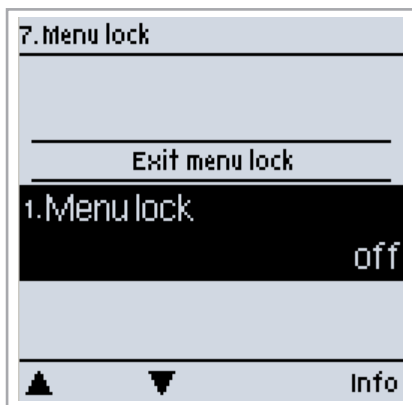 7.Menu lock
Exit menu lock
1.Menu lock
off
▲ ▼ Info